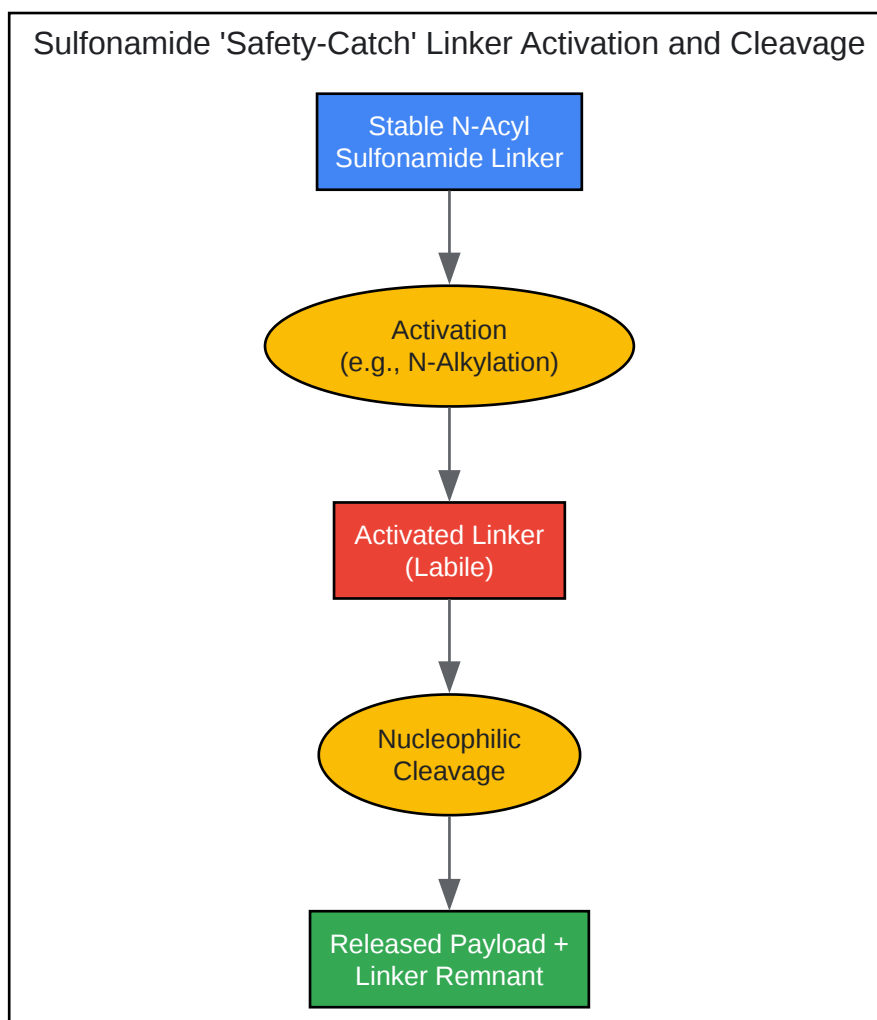 Sulfonamide 'Safety-Catch' Linker Activation and Cleavage
Stable N-Acyl
Sulfonamide Linker
Activation
(e.g., N-Alkylation)
Activated Linker
(Labile)
Nucleophilic
Cleavage
Released Payload +
Linker Remnant